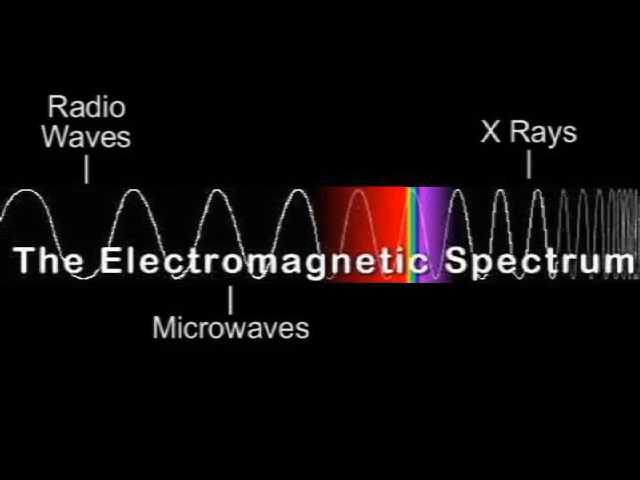 Radio
Waves
X Rays
The Electromagnetic Spectrum
Microwaves